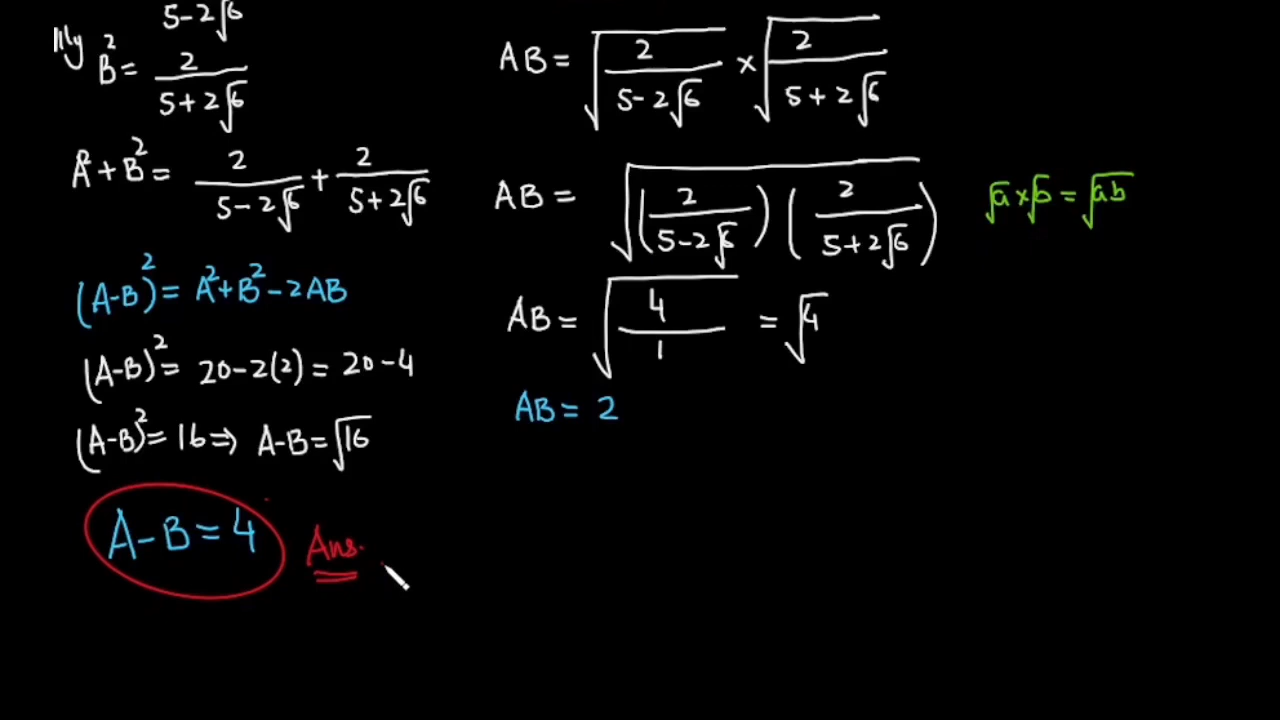 5-2√6
|||ly B² = 2/(5+2√6)
A² + B² = 2/(5-2√6) + 2/(5+2√6)
(A-B)² = A²+B²-2AB
(A-B)² = 20-2(2) = 20-4
(A-B)² = 16 ⇒ A-B = √16
A-B = 4 Ans.
AB = √(2/(5-2√6)) × √(2/(5+2√6))
AB = √((2/(5-2√6))(2/(5+2√6))) √a×√b = √ab
AB = √(4/1) = √4
AB = 2